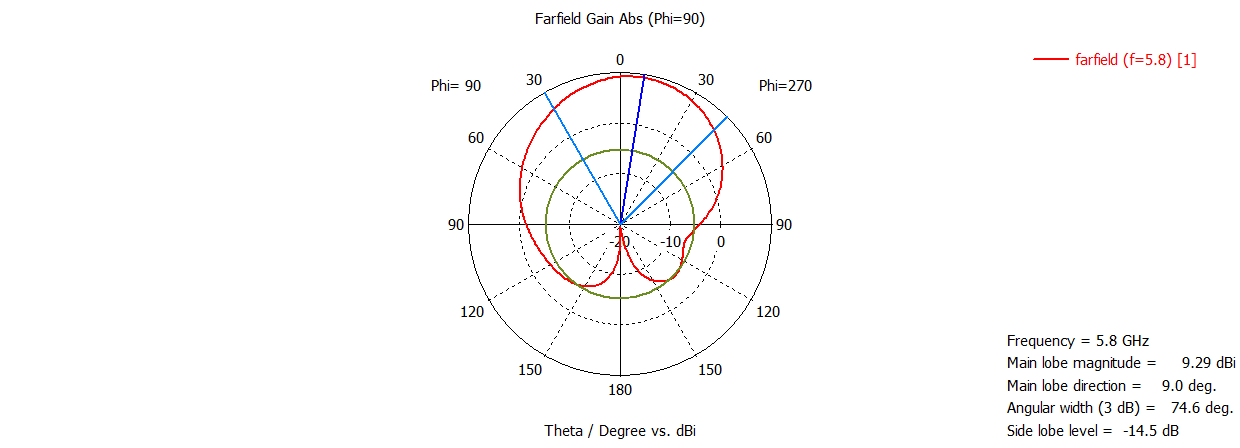 Farfield Gain Abs (Phi=90)
farfield (f=5.8) [1]
0
30
30
Phi= 90
Phi=270
60
60
90
90
-20
-10
0
120
120
150
150
180
Theta / Degree vs. dBi
Frequency = 5.8 GHz
Main lobe magnitude = 9.29 dBi
Main lobe direction = 9.0 deg.
Angular width (3 dB) = 74.6 deg.
Side lobe level = -14.5 dB